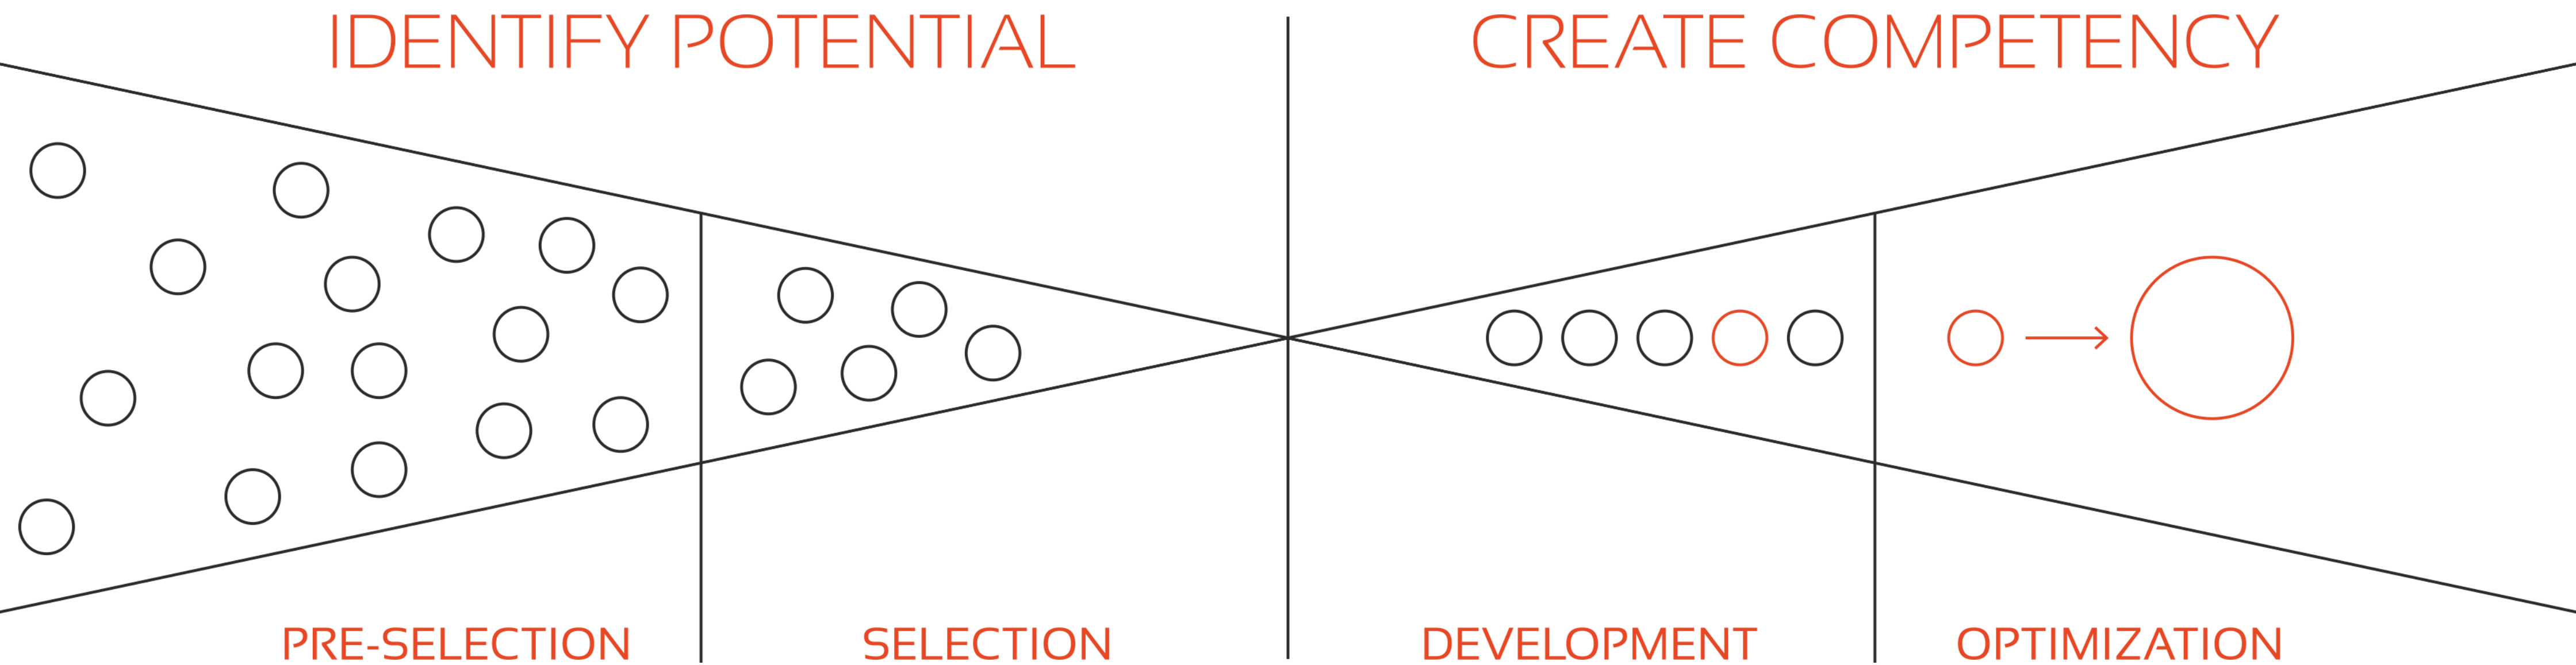 IDENTIFY POTENTIAL
CREATE COMPETENCY
PRE-SELECTION
SELECTION
DEVELOPMENT
OPTIMIZATION